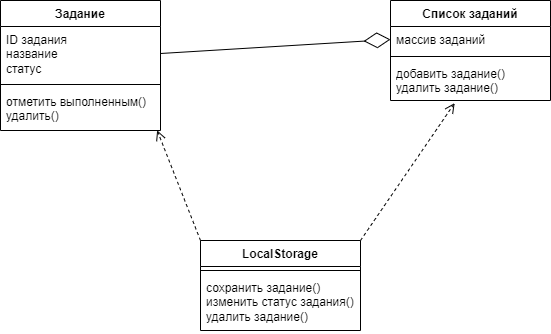 Задание
ID задания
название
статус
отметить выполненным()
удалить()
Список заданий
массив заданий
добавить задание()
удалить задание()
LocalStorage
сохранить задание()
изменить статус задания()
удалить задание()